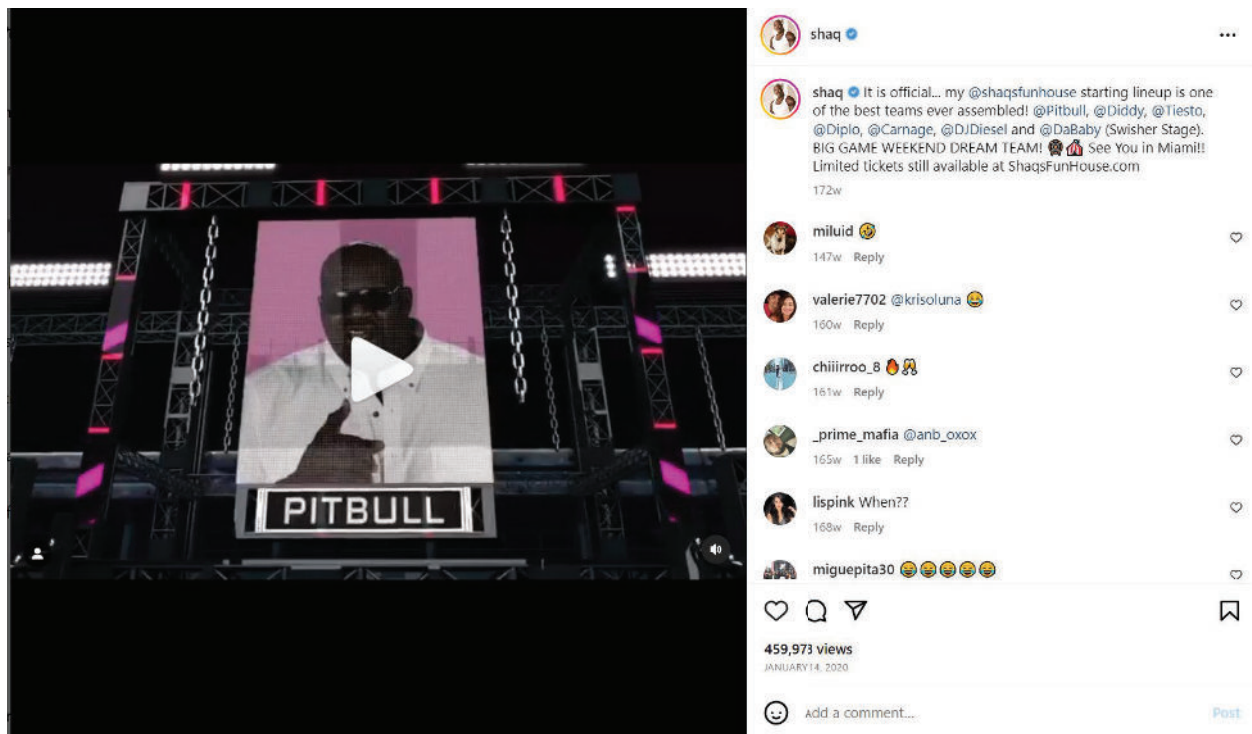 PITBULL
shaq
shaq It is official... my @shaqsfunhouse starting lineup is one
of the best teams ever assembled! @Pitbull, @Diddy, @Tiesto,
@Diplo, @Carnage, @DJDiesel and @DaBaby (Swisher Stage).
BIG GAME WEEKEND DREAM TEAM! 🏟🎪 See You in Miami!!
Limited tickets still available at ShaqsFunHouse.com
172w
miluid 🤣
147w Reply
valerie7702 @krisoluna 😂
160w Reply
chiiirroo_8 🔥🙌
161w Reply
_prime_mafia @anb_oxox
165w 1 like Reply
lispink When??
168w Reply
miguepita30 😂😂😂😂😂
459,973 views
JANUARY 14, 2020
Add a comment...
Post